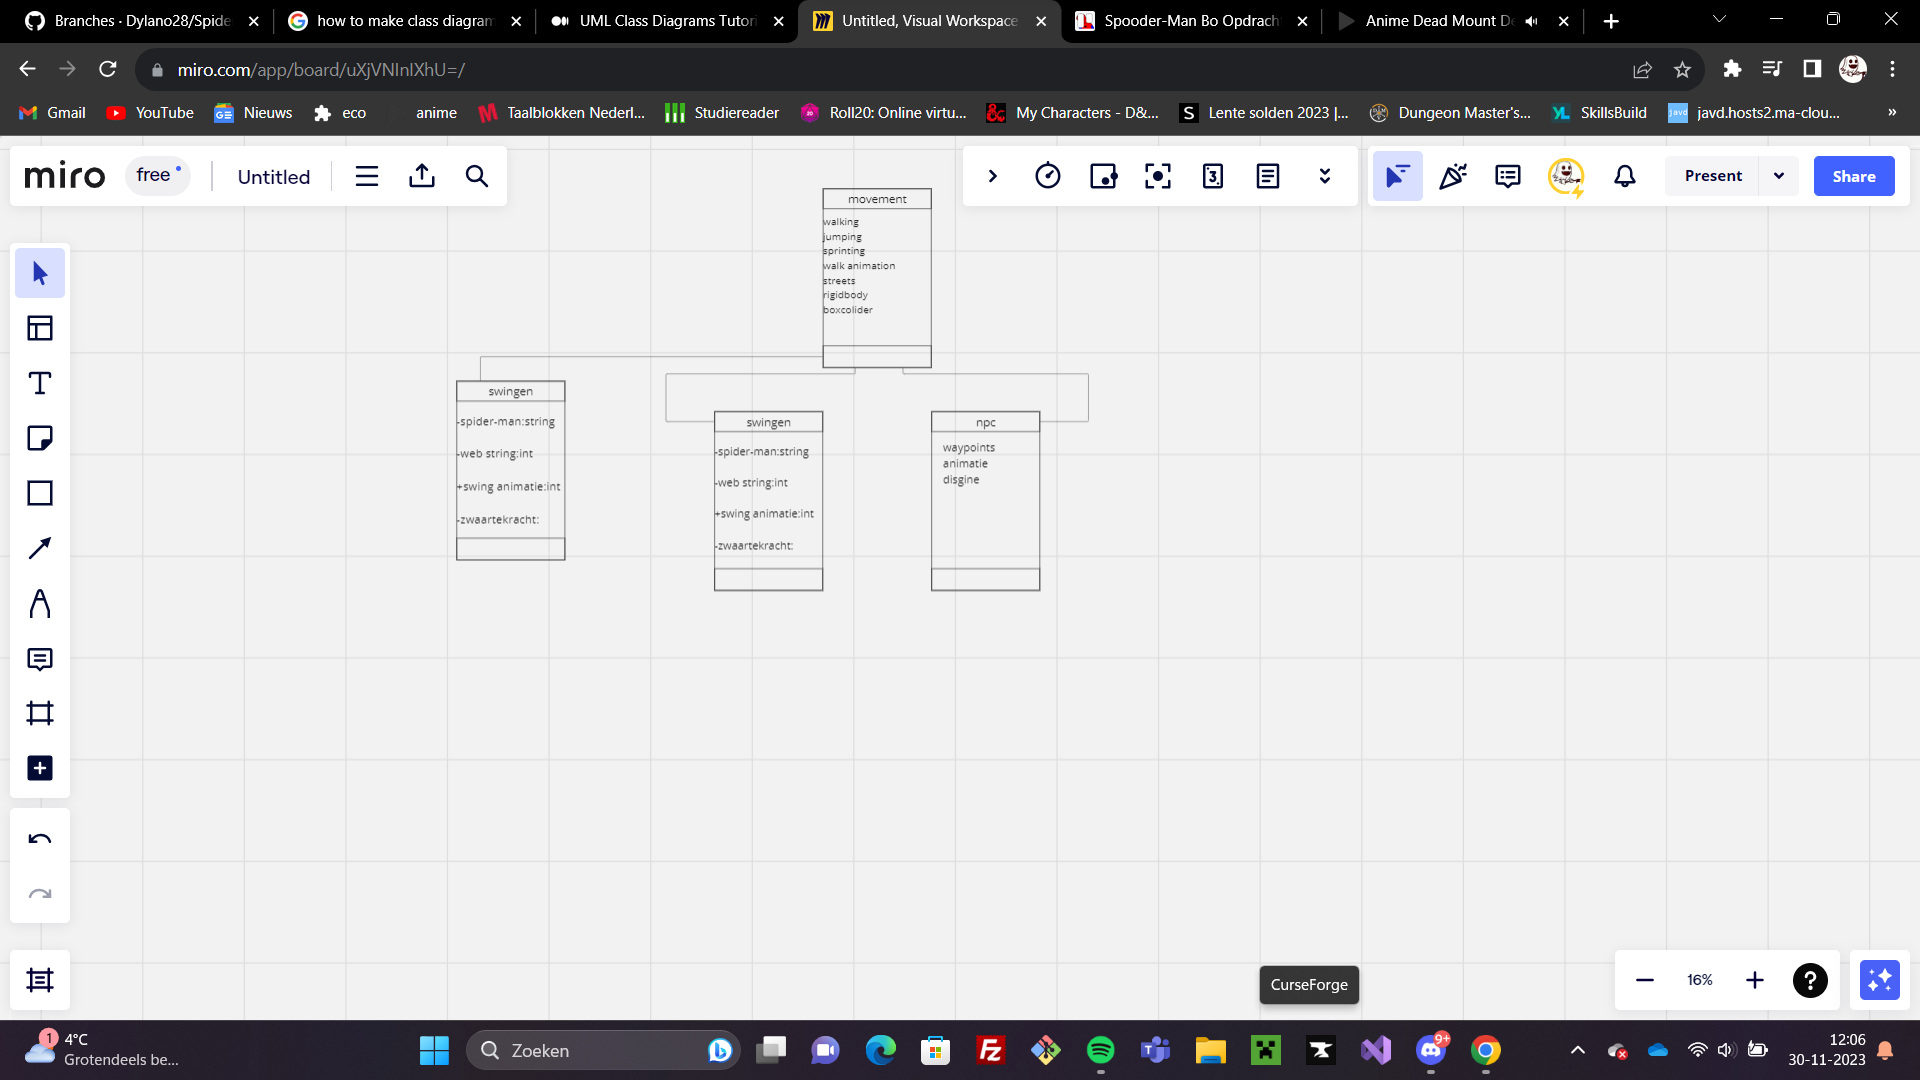 Branches · Dylano28/Spide
how to make class diagram
UML Class Diagrams Tutori
Untitled, Visual Workspace
Spooder-Man Bo Opdrach
Anime Dead Mount De
miro.com/app/board/uXjVNInIXhU=/
Gmail
YouTube
Nieuws
eco
anime
Taalblokken Nederl...
Studiereader
Roll20: Online virtu...
My Characters - D&...
Lente solden 2023 |...
Dungeon Master's...
SkillsBuild
javd.hosts2.ma-clou...
»
miro
free
Untitled
Present
Share
movement
walking
jumping
sprinting
walk animation
streets
rigidbody
boxcolider
swingen
-spider-man:string
-web string:int
+swing animatie:int
-zwaartekracht:
swingen
-spider-man:string
-web string:int
+swing animatie:int
-zwaartekracht:
npc
waypoints
animatie
disgine
CurseForge
16%
?
1
4°C
Grotendeels be...
Zoeken
9+
12:06
30-11-2023